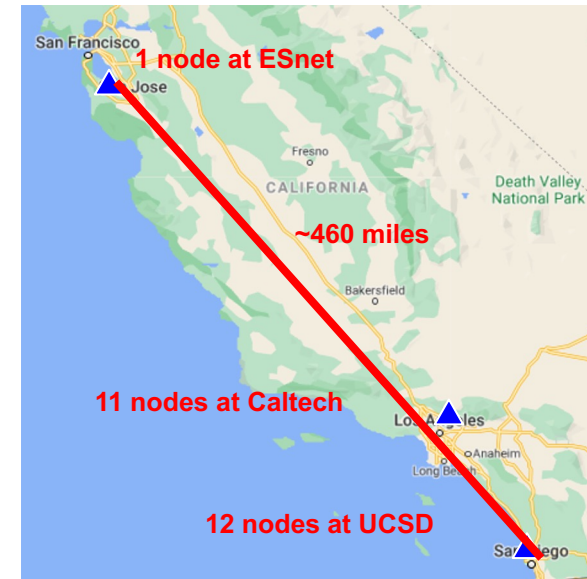 San Francisco
1 node at ESnet
Jose
Fresno
CALIFORNIA
Death Valley
National Park
~460 miles
Bakersfield
11 nodes at Caltech
Los Angeles
Anaheim
Long Beach
12 nodes at UCSD
San Diego